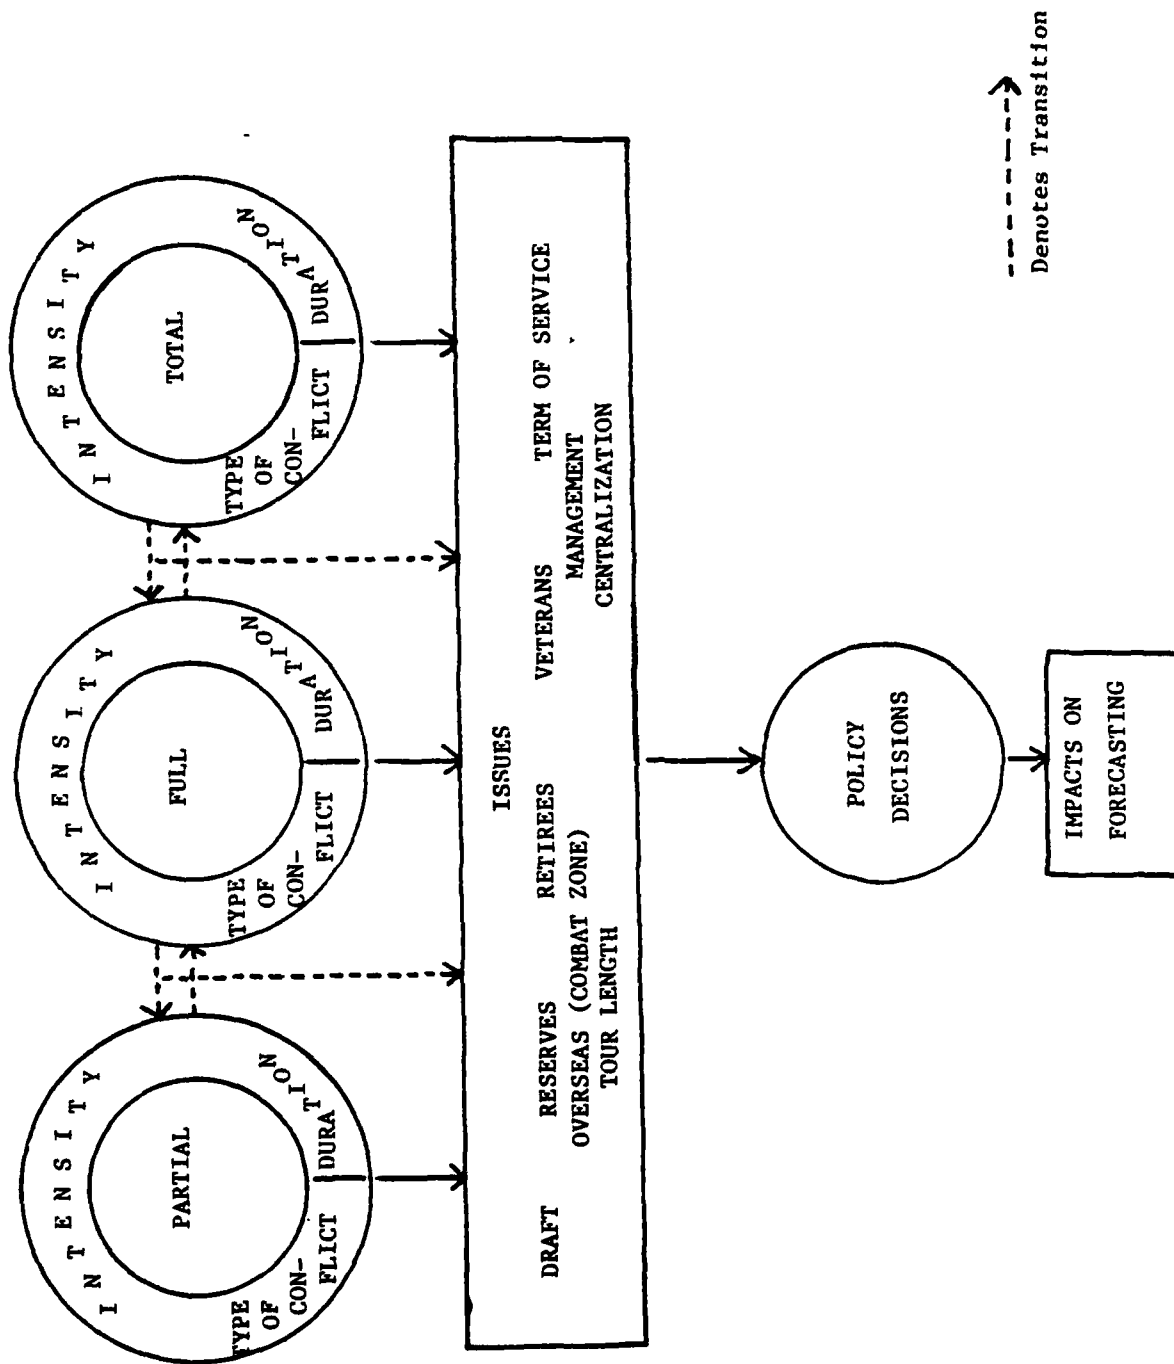 INTENSITY
PARTIAL
TYPE
OF
CON-
FLICT
DURATION
INTENSITY
FULL
TYPE
OF
CON-
FLICT
DURATION
INTENSITY
TOTAL
TYPE
OF
CON-
FLICT
DURATION
ISSUES
DRAFT RESERVES RETIREES VETERANS TERM OF SERVICE
OVERSEAS (COMBAT ZONE) MANAGEMENT
TOUR LENGTH CENTRALIZATION
POLICY
DECISIONS
IMPACTS ON
FORECASTING
Denotes Transition